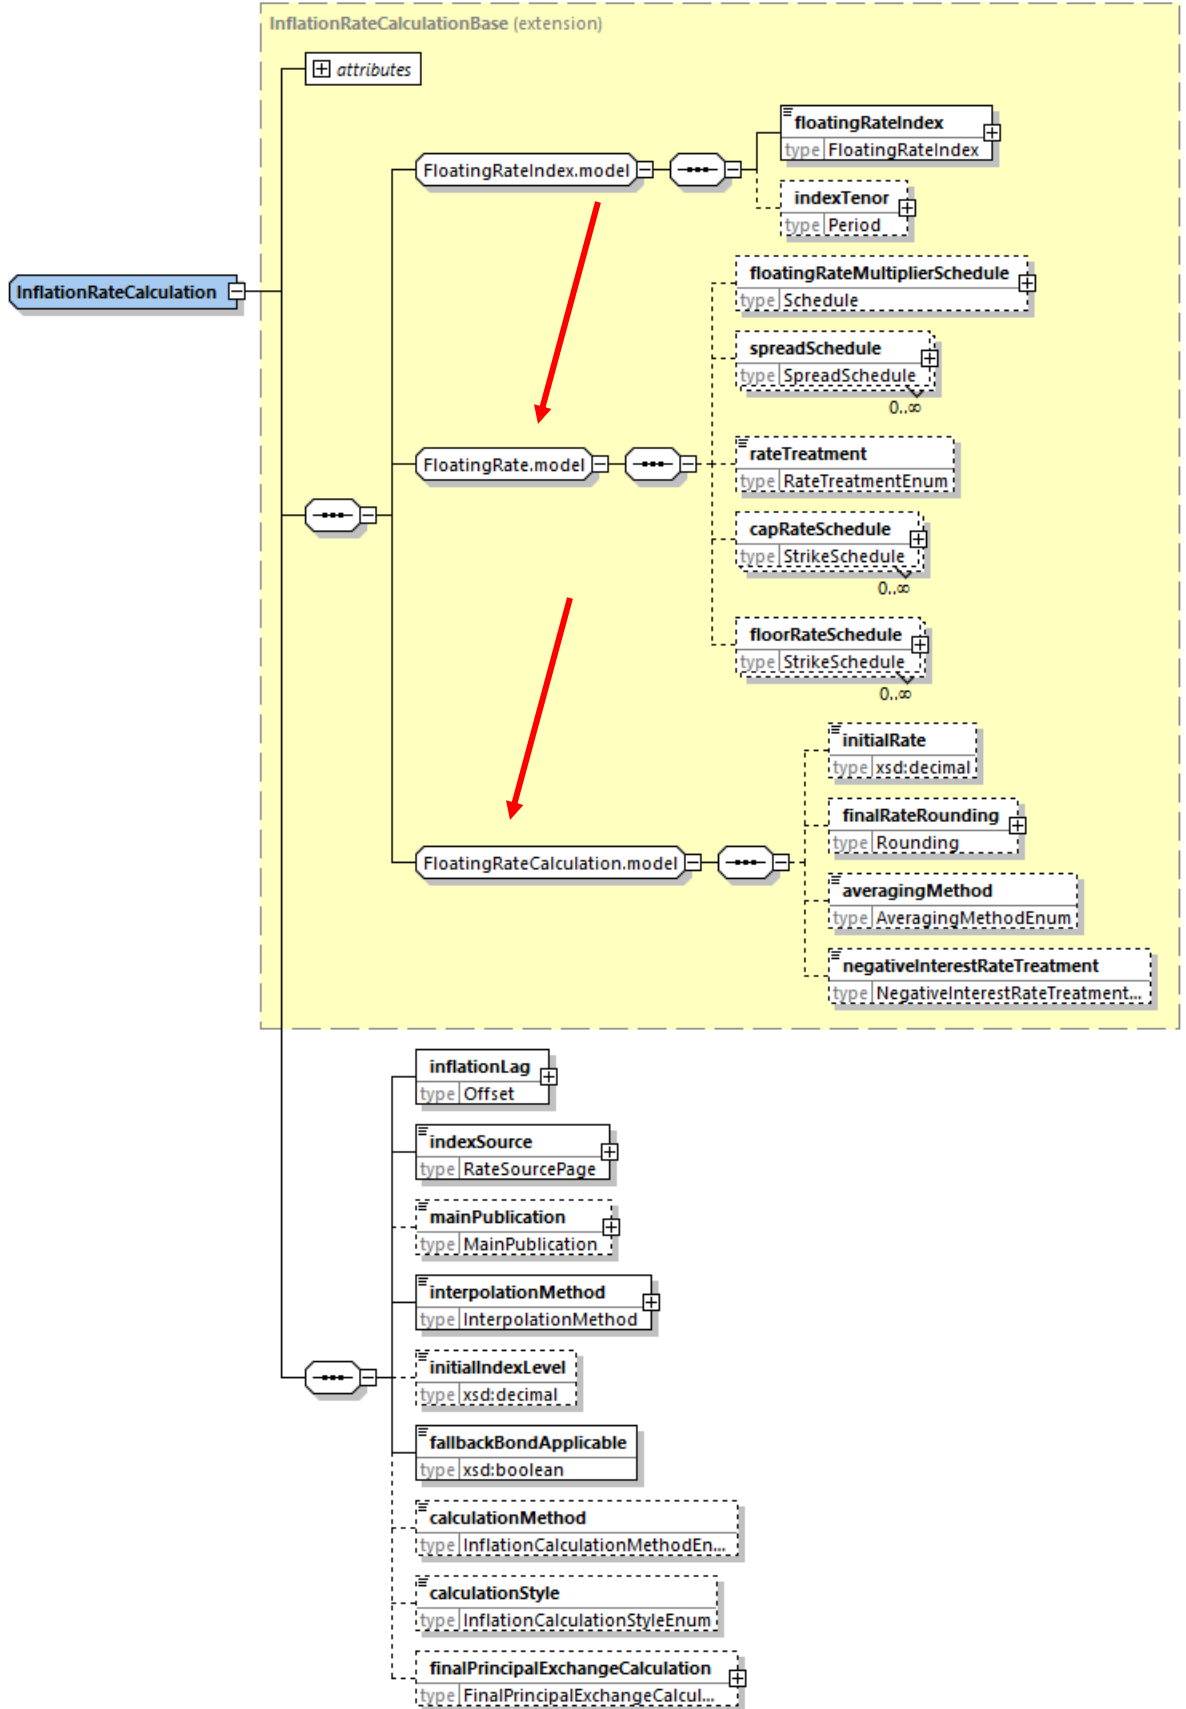 InflationRateCalculationBase (extension)
attributes
floatingRateIndex
type FloatingRateIndex
FloatingRateIndex.model
indexTenor
type Period
floatingRateMultiplierSchedule
type Schedule
InflationRateCalculation
spreadSchedule
type SpreadSchedule
0..∞
rateTreatment
type RateTreatmentEnum
FloatingRate.model
capRateSchedule
type StrikeSchedule
0..∞
floorRateSchedule
type StrikeSchedule
0..∞
initialRate
type xsd:decimal
finalRateRounding
type Rounding
FloatingRateCalculation.model
averagingMethod
type AveragingMethodEnum
negativeInterestRateTreatment
type NegativeInterestRateTreatment...
inflationLag
type Offset
indexSource
type RateSourcePage
mainPublication
type MainPublication
interpolationMethod
type InterpolationMethod
initialIndexLevel
type xsd:decimal
fallbackBondApplicable
type xsd:boolean
calculationMethod
type InflationCalculationMethodEn...
calculationStyle
type InflationCalculationStyleEnum
finalPrincipalExchangeCalculation
type FinalPrincipalExchangeCalcul...